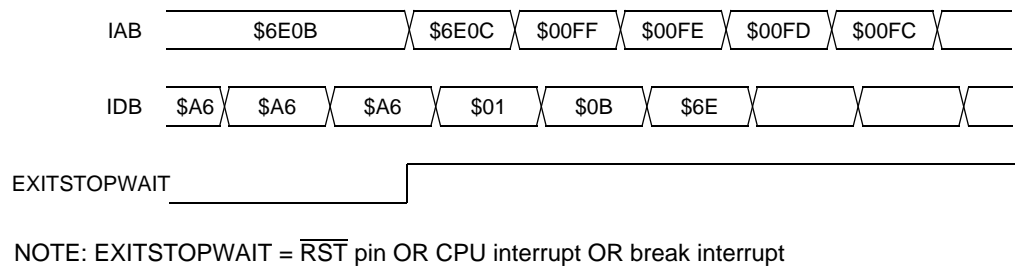 IAB $6E0B $6E0C $00FF $00FE $00FD $00FC
IDB $A6 $A6 $A6 $01 $0B $6E
EXITSTOPWAIT
NOTE: EXITSTOPWAIT = RST pin OR CPU interrupt OR break interrupt